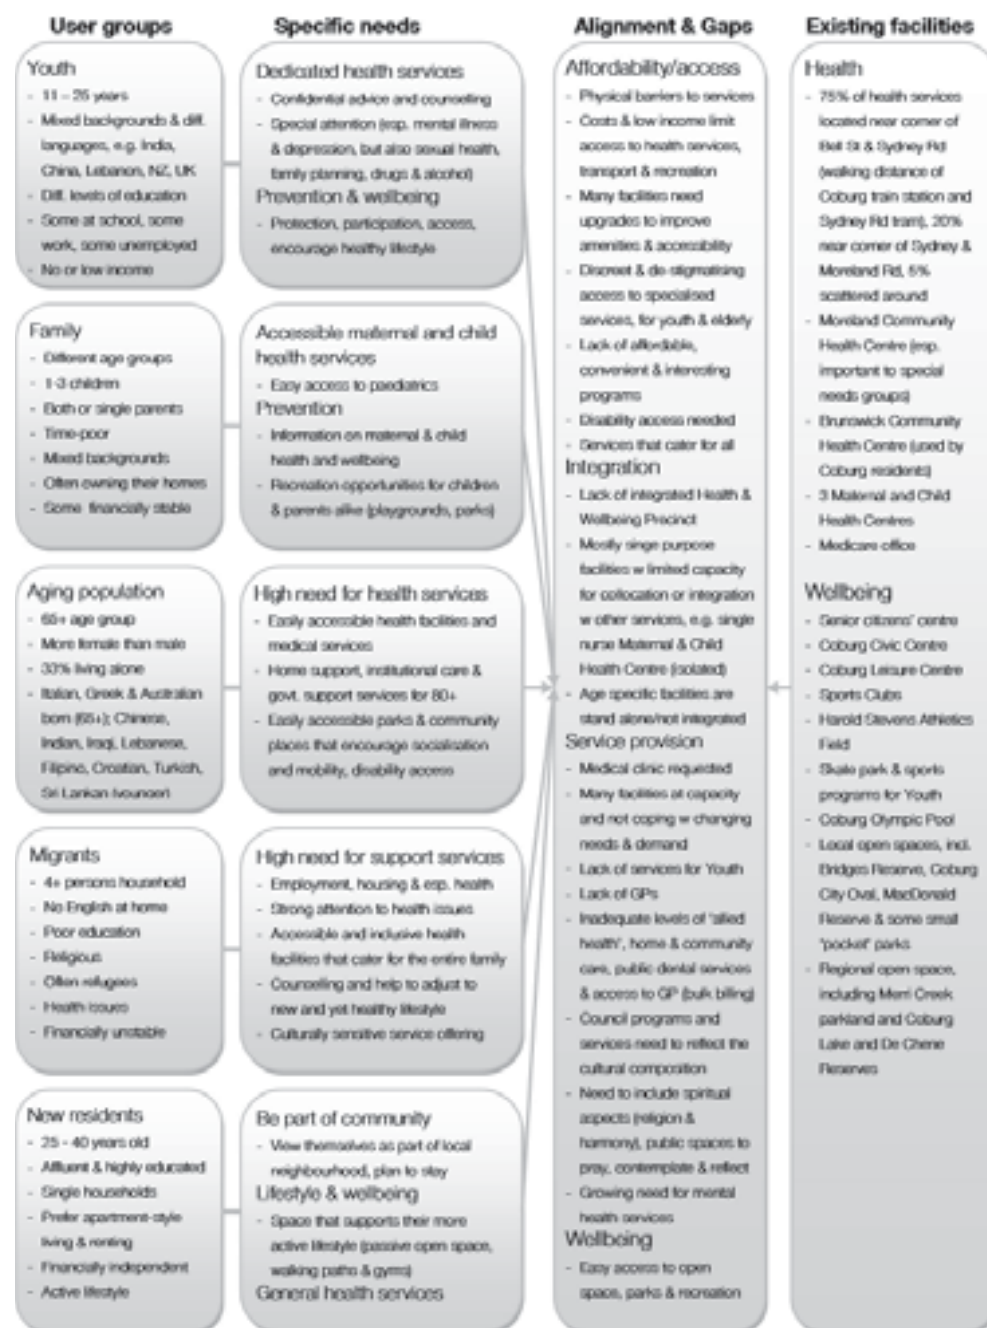 User groups
Youth
- 11 – 25 years
- Mixed backgrounds & diff.
languages, e.g. India,
China, Lebanon, NZ, UK
- Diff. levels of education
- Some at school, some
work, some unemployed
- No or low income
Family
- Different age groups
- 1-3 children
- Both or single parents
- Time-poor
- Mixed backgrounds
- Often owning their homes
- Some financially stable
Aging population
- 65+ age group
- More female than male
- 33% living alone
- Italian, Greek & Australian
born (65+); Chinese,
Indian, Iraqi, Lebanese,
Filipino, Croatian, Turkish,
Sri Lankan (younger)
Migrants
- 4+ persons household
- No English at home
- Poor education
- Religious
- Often refugees
- Health issues
- Financially unstable
New residents
- 25 - 40 years old
- Affluent & highly educated
- Single households
- Prefer apartment-style
living & renting
- Financially independent
- Active lifestyle
Specific needs
Dedicated health services
- Confidential advice and counselling
- Special attention (esp. mental illness
& depression, but also sexual health,
family planning, drugs & alcohol)
Prevention & wellbeing
- Protection, participation, access,
encourage healthy lifestyle
Accessible maternal and child
health services
- Easy access to paediatrics
Prevention
- Information on maternal & child
health and wellbeing
- Recreation opportunities for children
& parents alike (playgrounds, parks)
High need for health services
- Easily accessible health facilities and
medical services
- Home support, institutional care &
govt. support services for 80+
- Easily accessible parks & community
places that encourage socialisation
and mobility, disability access
High need for support services
- Employment, housing & esp. health
- Strong attention to health issues
- Accessible and inclusive health
facilities that cater for the entire family
- Counselling and help to adjust to
new and yet healthy lifestyle
- Culturally sensitive service offering
Be part of community
- View themselves as part of local
neighbourhood, plan to stay
Lifestyle & wellbeing
- Space that supports their more
active lifestyle (passive open space,
walking paths & gyms)
General health services
Alignment & Gaps
Affordability/access
- Physical barriers to services
- Costs & low income limit
access to health services,
transport & recreation
- Many facilities need
upgrades to improve
amenities & accessibility
- Discreet & de-stigmatising
access to specialised
services, for youth & elderly
- Lack of affordable,
convenient & interesting
programs
- Disability access needed
- Services that cater for all
Integration
- Lack of integrated Health &
Wellbeing Precinct
- Mostly singe purpose
facilities w limited capacity
for collocation or integration
w other services, e.g. single
nurse Maternal & Child
Health Centre (isolated)
- Age specific facilities are
stand alone/not integrated
Service provision
- Medical clinic requested
- Many facilities at capacity
and not coping w changing
needs & demand
- Lack of services for Youth
- Lack of GPs
- Inadequate levels of 'allied
health', home & community
care, public dental services
& access to GP (bulk billing)
- Council programs and
services need to reflect the
cultural composition
- Need to include spiritual
aspects (religion &
harmony), public spaces to
pray, contemplate & reflect
- Growing need for mental
health services
Wellbeing
- Easy access to open
space, parks & recreation
Existing facilities
Health
- 75% of health services
located near corner of
Bell St & Sydney Rd
(walking distance of
Coburg train station and
Sydney Rd tram), 20%
near corner of Sydney &
Moreland Rd, 5%
scattered around
- Moreland Community
Health Centre (esp.
important to special
needs groups)
- Brunswick Community
Health Centre (used by
Coburg residents)
- 3 Maternal and Child
Health Centres
- Medicare office
Wellbeing
- Senior citizens' centre
- Coburg Civic Centre
- Coburg Leisure Centre
- Sports Clubs
- Harold Stevens Athletics
Field
- Skate park & sports
programs for Youth
- Coburg Olympic Pool
- Local open spaces, incl.
Bridges Reserve, Coburg
City Oval, MacDonald
Reserve & some small
'pocket' parks
- Regional open space,
including Merri Creek
parkland and Coburg
Lake and De Chene
Reserves